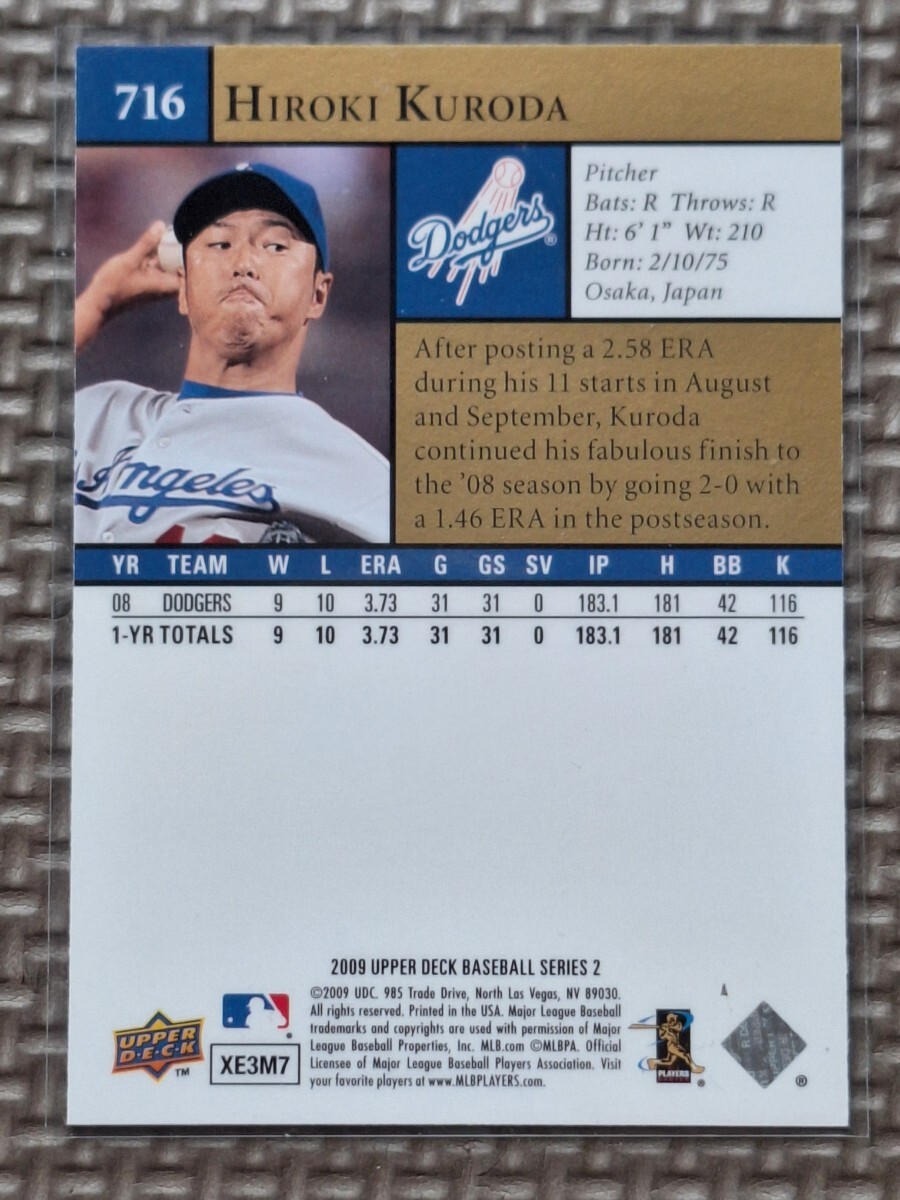 716 HIROKI KURODA
Dodgers ®
Pitcher
Bats: R Throws: R
Ht: 6' 1" Wt: 210
Born: 2/10/75
Osaka, Japan
Angeles
After posting a 2.58 ERA
during his 11 starts in August
and September, Kuroda
continued his fabulous finish to
the '08 season by going 2-0 with
a 1.46 ERA in the postseason.
YR TEAM W L ERA G GS SV IP H BB K
08 DODGERS 9 10 3.73 31 31 0 183.1 181 42 116
1-YR TOTALS 9 10 3.73 31 31 0 183.1 181 42 116
2009 UPPER DECK BASEBALL SERIES 2
©2009 UDC. 985 Trade Drive, North Las Vegas, NV 89030.
All rights reserved. Printed in the USA. Major League Baseball
trademarks and copyrights are used with permission of Major
League Baseball Properties, Inc. MLB.com ©MLBPA. Official
Licensee of Major League Baseball Players Association. Visit
your favorite players at www.MLBPLAYERS.com.
UPPER
D·E·C·K
TM
XE3M7
PLAYERS
®
®